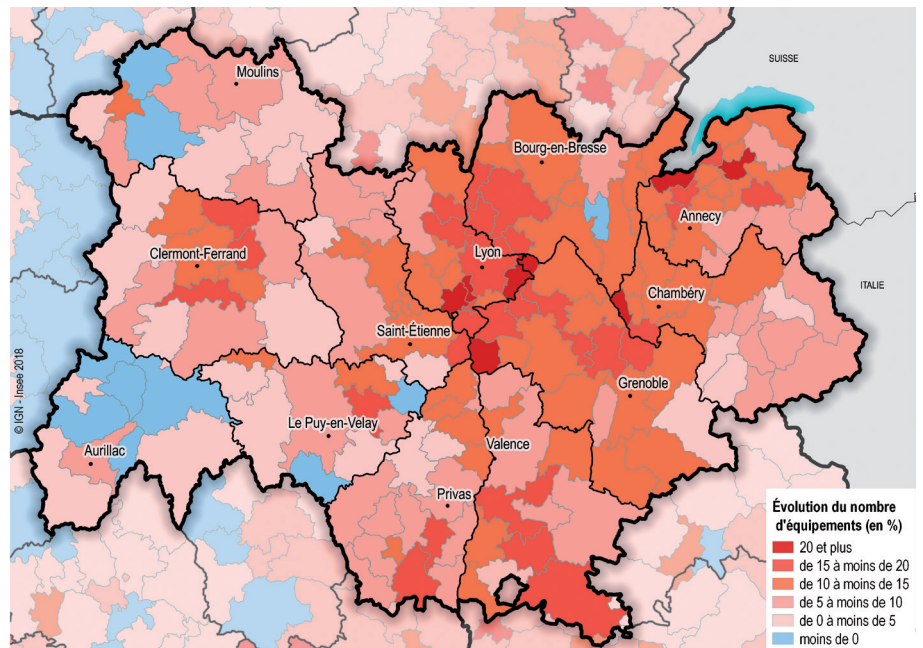 SUISSE
Moulins
Bourg-en-Bresse
Annecy
Clermont-Ferrand
Lyon
ITALIE
Chambéry
Saint-Étienne
© IGN - Insee 2018
Grenoble
Le Puy-en-Velay
Valence
Aurillac
Privas
Évolution du nombre
d'équipements (en %)
20 et plus
de 15 à moins de 20
de 10 à moins de 15
de 5 à moins de 10
de 0 à moins de 5
moins de 0